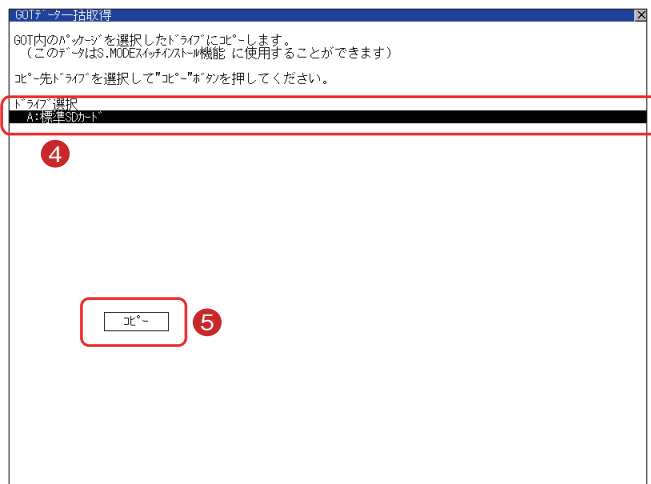 GOTデーター括取得
GOT内のパッケージを選択したドライブにコピーします。
（このデータはS.MODEスイッチインストール機能 に使用することができます）
コピー先ドライブを選択して"コピー"ボタンを押してください。
ドライブ選択
A:標準SDカード
4
コピー
5